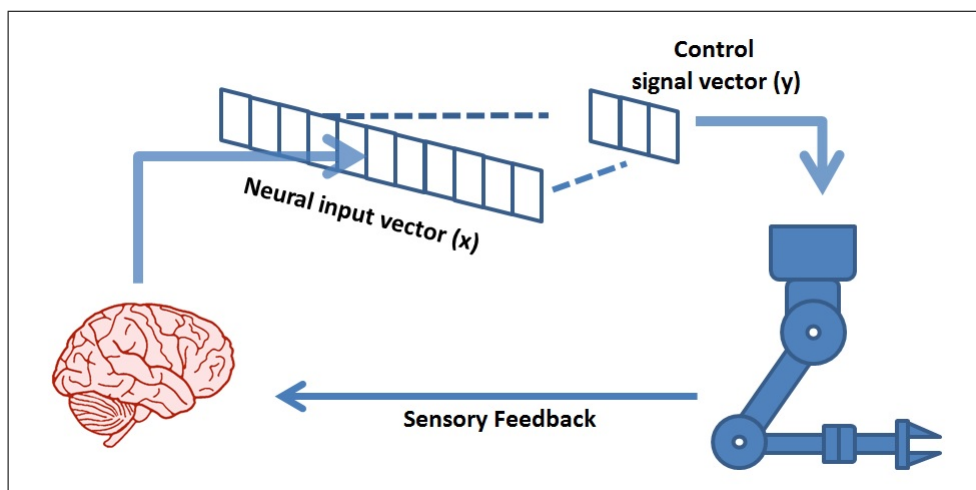 Control
signal vector (y)
Neural input vector (x)
Sensory Feedback